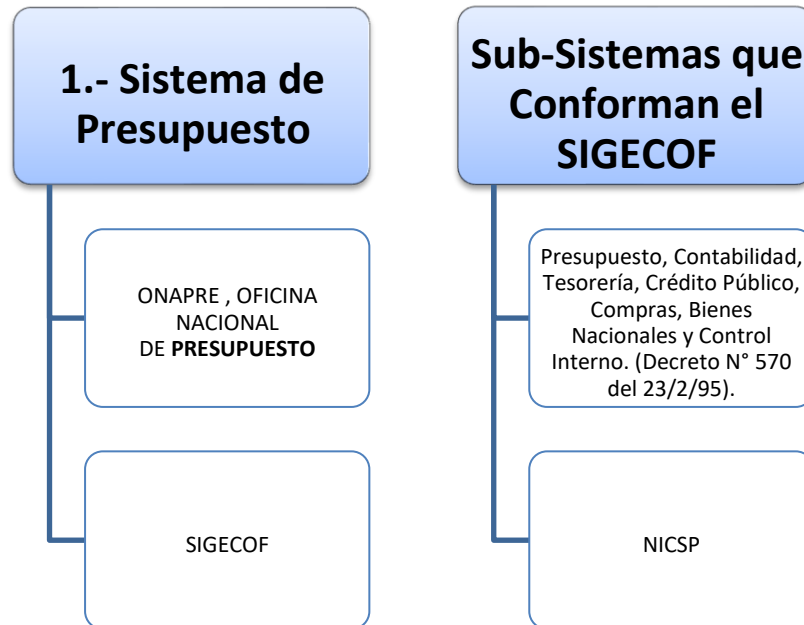 1.- Sistema de
Presupuesto
ONAPRE , OFICINA
NACIONAL
DE PRESUPUESTO
SIGECOF
Sub-Sistemas que
Conforman el
SIGECOF
Presupuesto, Contabilidad,
Tesorería, Crédito Público,
Compras, Bienes
Nacionales y Control
Interno. (Decreto N° 570
del 23/2/95).
NICSP